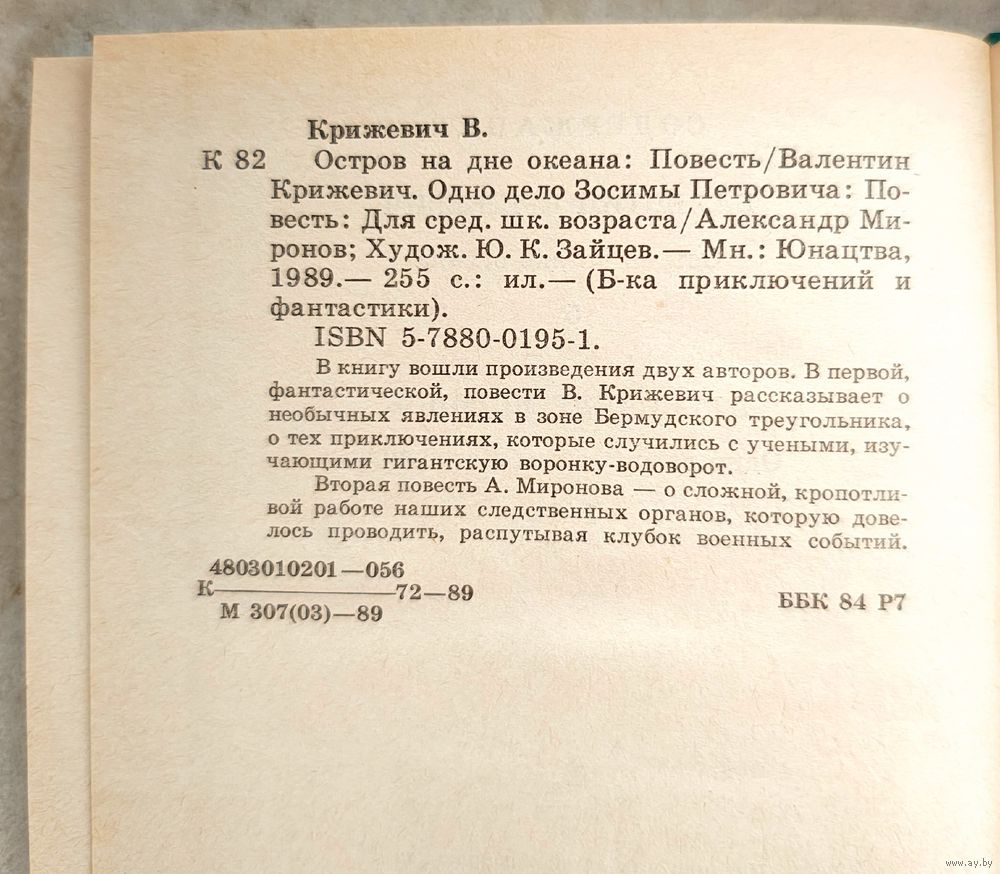 Крижевич В.
К 82 Остров на дне океана: Повесть/Валентин
Крижевич. Одно дело Зосимы Петровича: По-
весть: Для сред. шк. возраста/Александр Ми-
ронов; Худож. Ю. К. Зайцев.— Мн.: Юнацтва,
1989.— 255 с.: ил.— (Б-ка приключений и
фантастики).
ISBN 5-7880-0195-1.
В книгу вошли произведения двух авторов. В первой,
фантастической, повести В. Крижевич рассказывает о
необычных явлениях в зоне Бермудского треугольника,
о тех приключениях, которые случились с учеными, изу-
чающими гигантскую воронку-водоворот.
Вторая повесть А. Миронова — о сложной, кропотли-
вой работе наших следственных органов, которую дове-
лось проводить, распутывая клубок военных событий.
4803010201—056
К————72—89
М 307(03)—89
ББК 84 Р7
www.ay.by